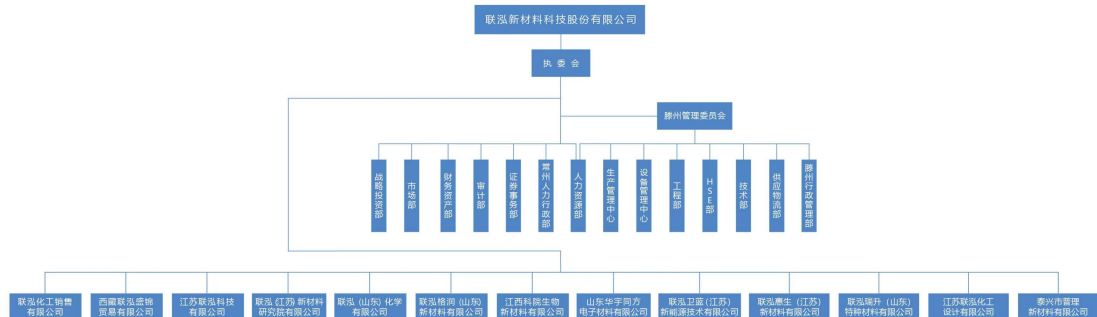 联泓新材料科技股份有限公司
执委会
滕州管理委员会
战略投资部
市场部
财务资产部
审计部
证券事务部
常州人力行政部
人力资源部
生产管理中心
设备管理中心
工程部
HSE部
技术部
供应物流部
滕州行政管理部
联泓化工销售
有限公司
西藏联泓盛锦
贸易有限公司
江苏联泓科技
有限公司
联泓(江苏)新材料
研究院有限公司
联泓(山东)化学
有限公司
联泓格润(山东)
新材料有限公司
江西科院生物
新材料有限公司
山东华宇同方
电子材料有限公司
联泓卫蓝(江苏)
新能源技术有限公司
联泓惠生(江苏)
新材料有限公司
联泓瑞升(山东)
特种材料有限公司
江苏联泓化工
设计有限公司
泰兴市普理
新材料有限公司